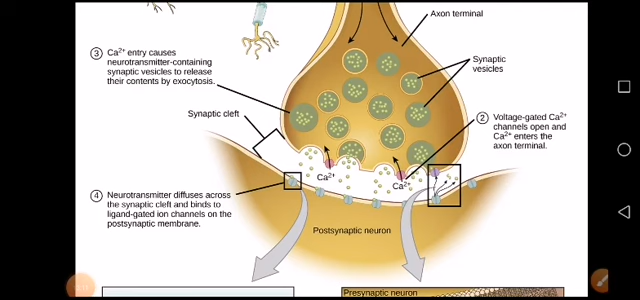 Axon terminal
3 Ca2+ entry causes
neurotransmitter-containing
synaptic vesicles to release
their contents by exocytosis.
Synaptic
vesicles
Synaptic cleft
2 Voltage-gated Ca2+
channels open and
Ca2+ enters the
axon terminal.
Ca2+
Ca2+
4 Neurotransmitter diffuses across
the synaptic cleft and binds to
ligand-gated ion channels on the
postsynaptic membrane.
Postsynaptic neuron
Presynaptic neuron